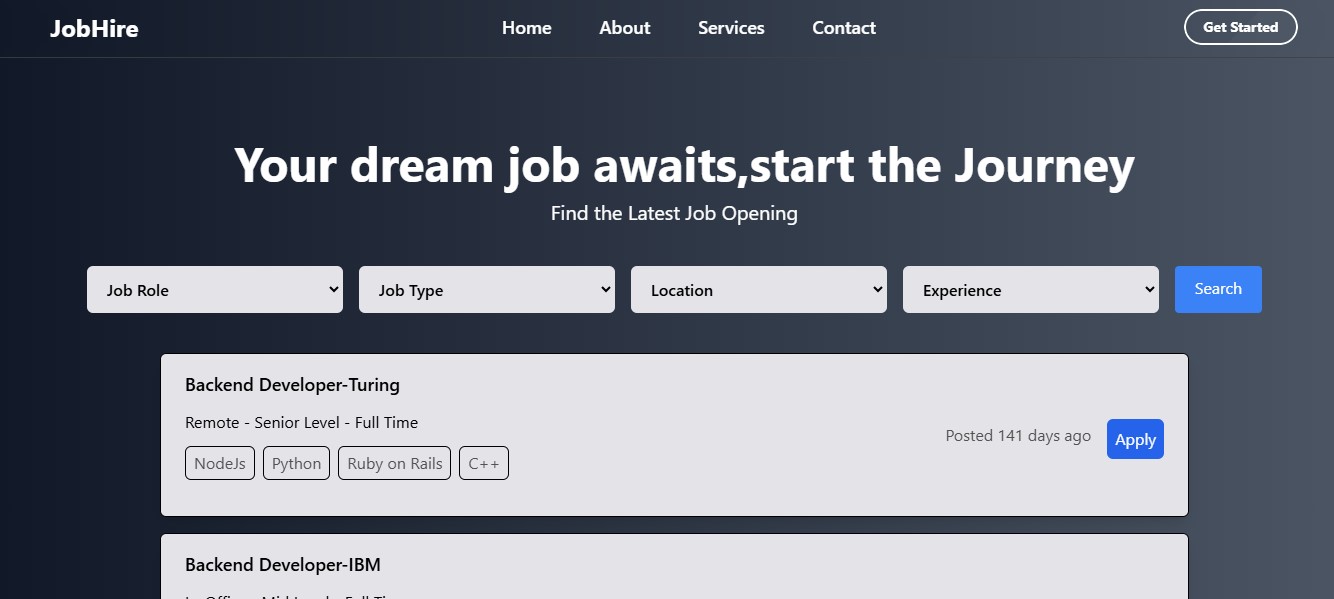 JobHire Home About Services Contact Get Started
Your dream job awaits,start the Journey
Find the Latest Job Opening
Job Role Job Type Location Experience Search
Backend Developer-Turing
Remote - Senior Level - Full Time
Posted 141 days ago Apply
NodeJs Python Ruby on Rails C++
Backend Developer-IBM